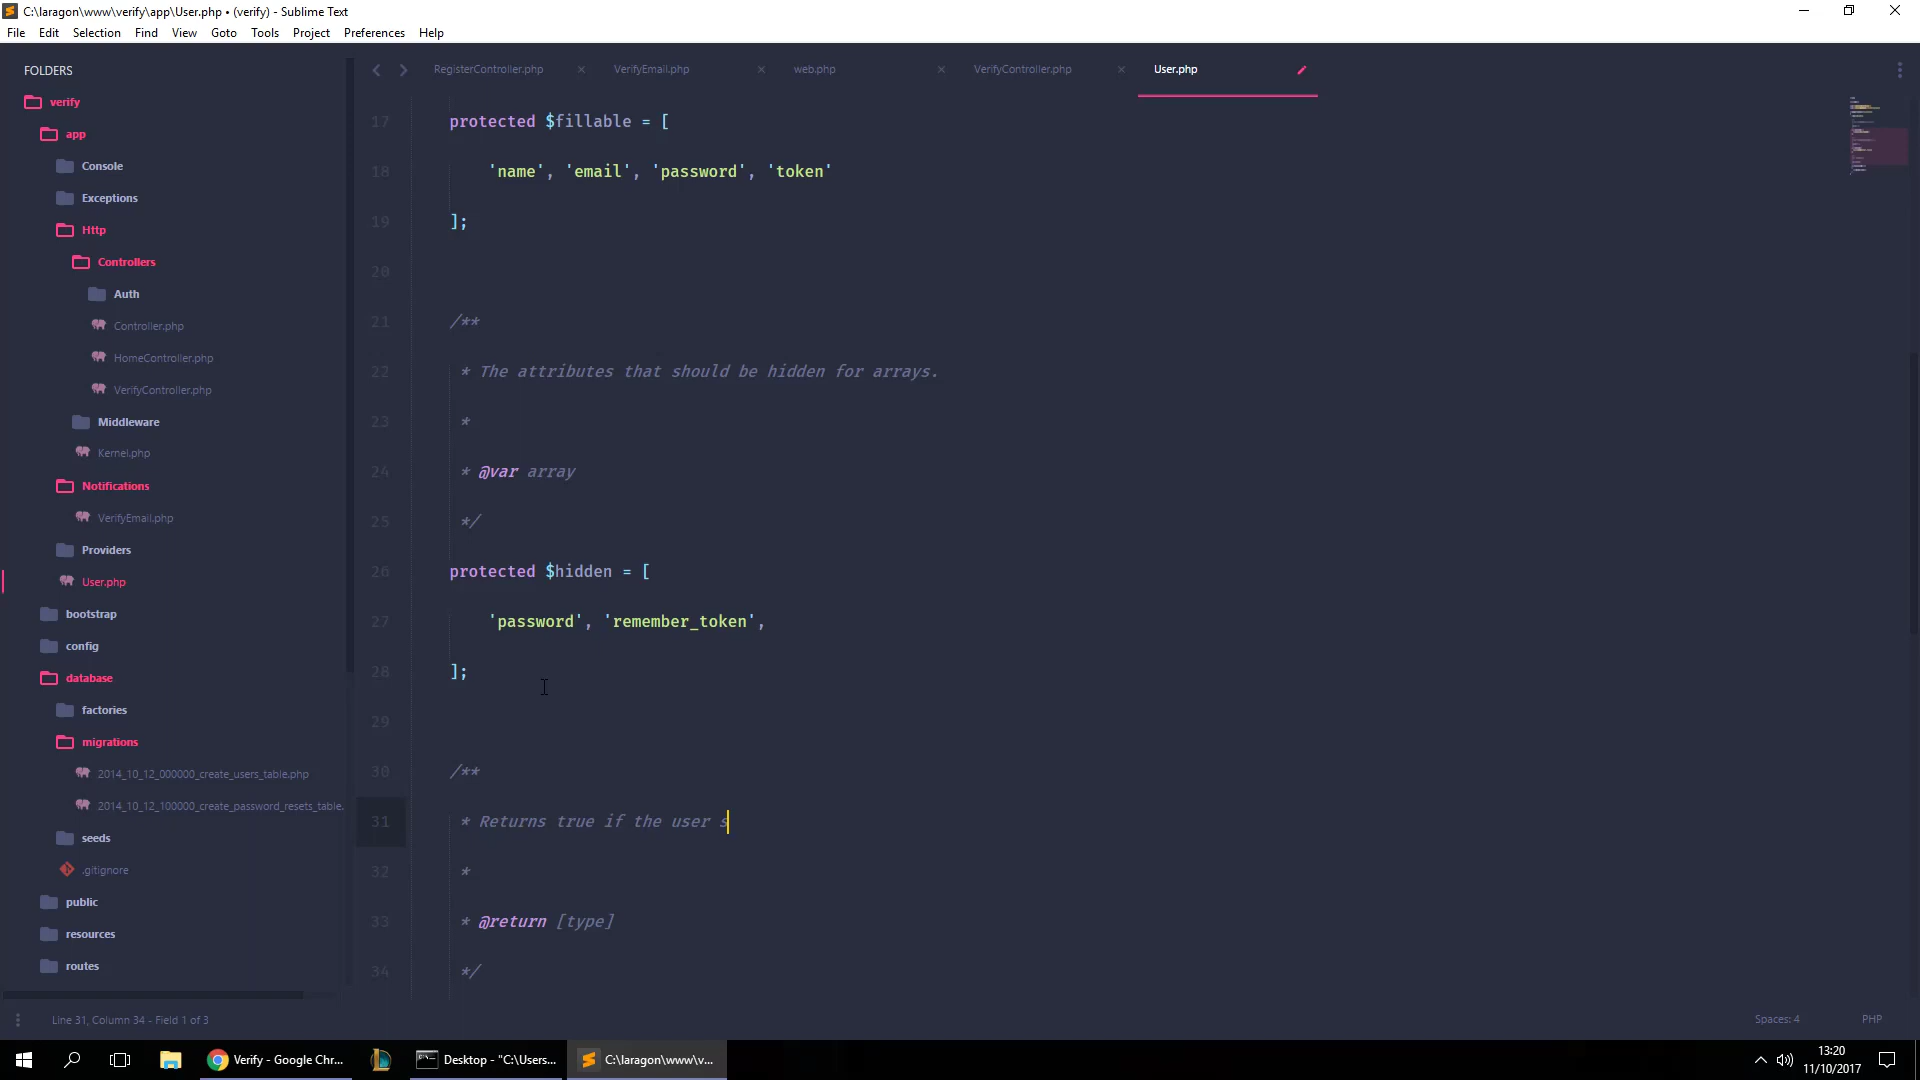 C:\laragon\www\verify\app\User.php • (verify) - Sublime Text
File Edit Selection Find View Goto Tools Project Preferences Help
FOLDERS
verify
app
Console
Exceptions
Http
Controllers
Auth
Controller.php
HomeController.php
VerifyController.php
Middleware
Kernel.php
Notifications
VerifyEmail.php
Providers
User.php
bootstrap
config
database
factories
migrations
2014_10_12_000000_create_users_table.php
2014_10_12_100000_create_password_resets_table.
seeds
.gitignore
public
resources
routes
RegisterController.php VerifyEmail.php web.php VerifyController.php User.php
17 protected $fillable = [
18 'name', 'email', 'password', 'token'
19 ];
20
21 /**
22 * The attributes that should be hidden for arrays.
23 *
24 * @var array
25 */
26 protected $hidden = [
27 'password', 'remember_token',
28 ];
29
30 /**
31 * Returns true if the user s
32 *
33 * @return [type]
34 */
Line 31, Column 34 - Field 1 of 3
Spaces: 4 PHP
Verify - Google Chr... Desktop - "C:\Users... C:\laragon\www\v...
13:20
11/10/2017